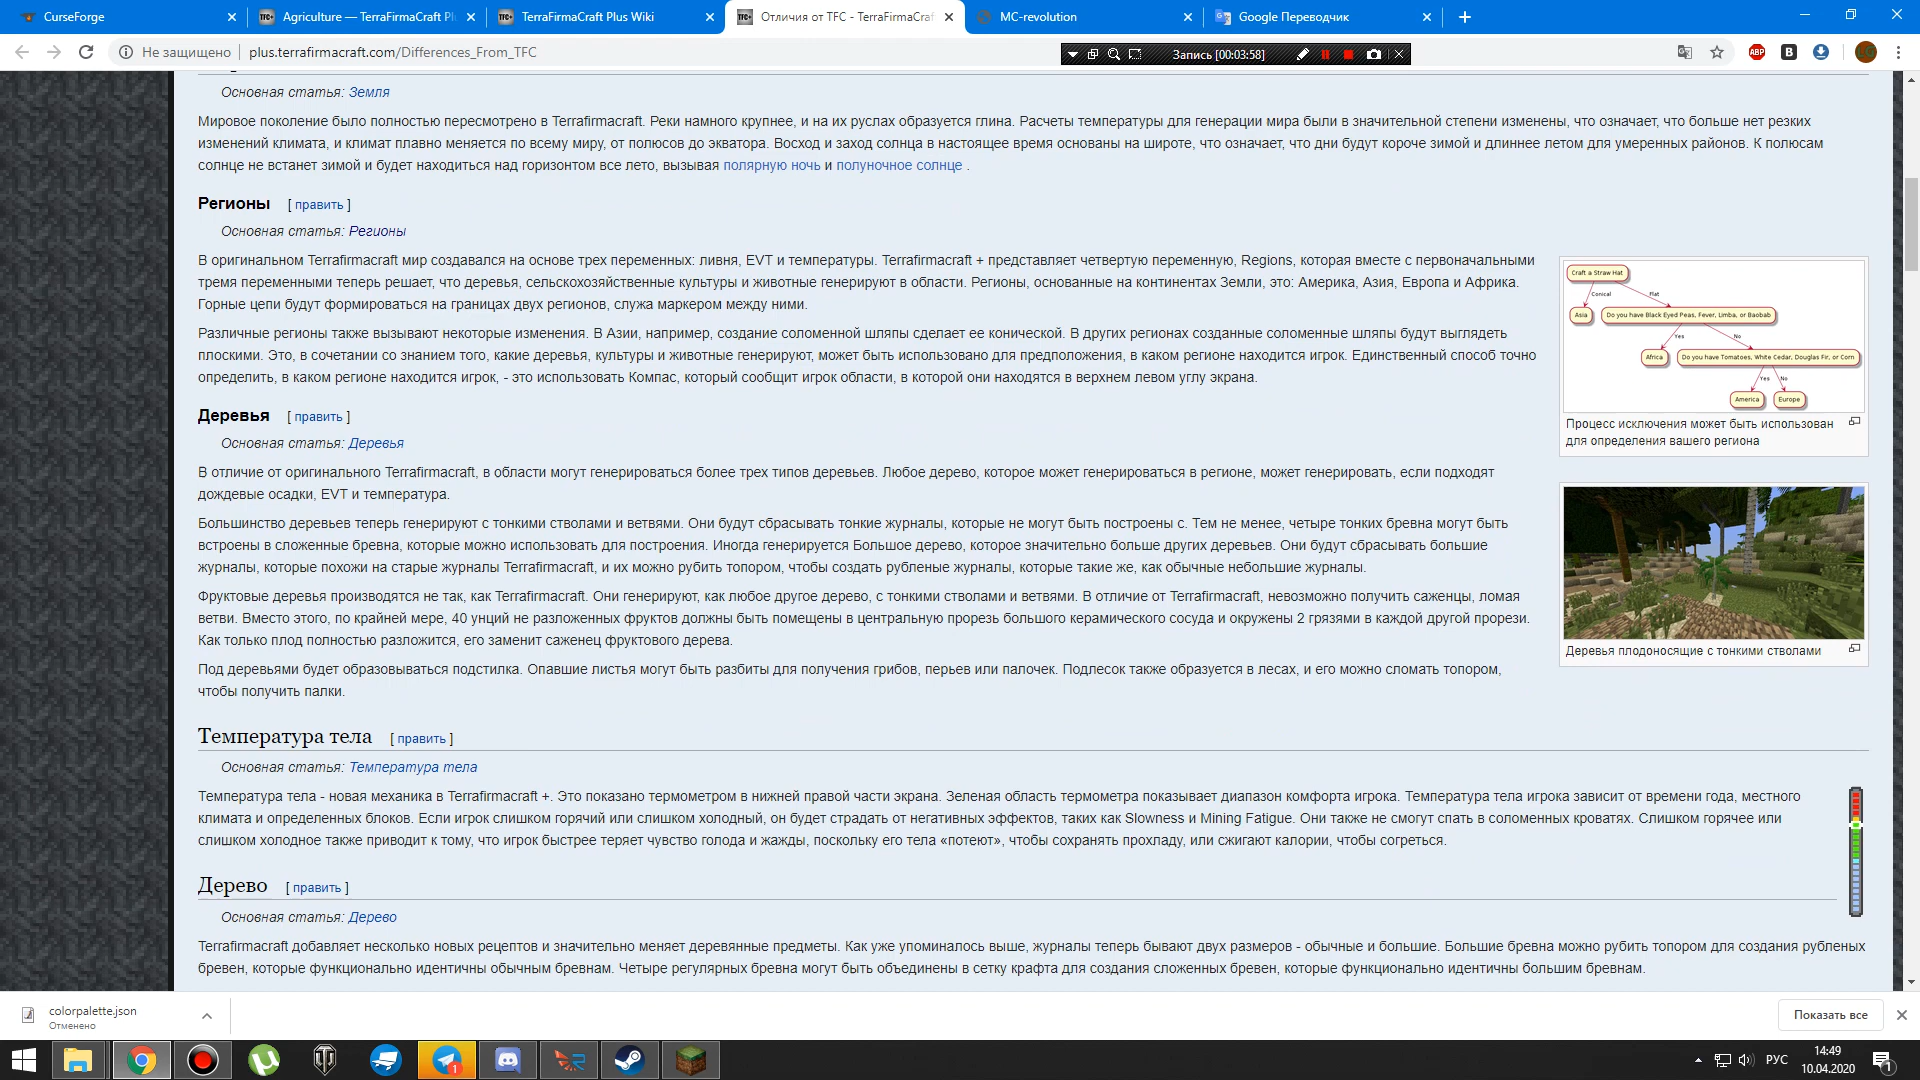 CurseForge
Agriculture — TerraFirmaCraft Pl
TerraFirmaCraft Plus Wiki
Отличия от TFC - TerraFirmaCraf
MC-revolution
Google Переводчик
Не защищено
plus.terrafirmacraft.com/Differences_From_TFC
Запись [00:03:58]
Основная статья: Земля
Мировое поколение было полностью пересмотрено в Terrafirmacraft. Реки намного крупнее, и на их руслах образуется глина. Расчеты температуры для генерации мира были в значительной степени изменены, что означает, что больше нет резких
изменений климата, и климат плавно меняется по всему миру, от полюсов до экватора. Восход и заход солнца в настоящее время основаны на широте, что означает, что дни будут короче зимой и длиннее летом для умеренных районов. К полюсам
солнце не встанет зимой и будет находиться над горизонтом все лето, вызывая полярную ночь и полуночное солнце .
Регионы [ править ]
Основная статья: Регионы
В оригинальном Terrafirmacraft мир создавался на основе трех переменных: ливня, EVT и температуры. Terrafirmacraft + представляет четвертую переменную, Regions, которая вместе с первоначальными
тремя переменными теперь решает, что деревья, сельскохозяйственные культуры и животные генерируют в области. Регионы, основанные на континентах Земли, это: Америка, Азия, Европа и Африка.
Горные цепи будут формироваться на границах двух регионов, служа маркером между ними.
Различные регионы также вызывают некоторые изменения. В Азии, например, создание соломенной шляпы сделает ее конической. В других регионах созданные соломенные шляпы будут выглядеть
плоскими. Это, в сочетании со знанием того, какие деревья, культуры и животные генерируют, может быть использовано для предположения, в каком регионе находится игрок. Единственный способ точно
определить, в каком регионе находится игрок, - это использовать Компас, который сообщит игрок области, в которой они находятся в верхнем левом углу экрана.
Craft a Straw Hat
Conical
Flat
Asia
Do you have Black Eyed Peas, Fever, Limba, or Baobab
Yes
No
Africa
Do you have Tomatoes, White Cedar, Douglas Fir, or Corn
Yes
No
America
Europe
Процесс исключения может быть использован
для определения вашего региона
Деревья [ править ]
Основная статья: Деревья
В отличие от оригинального Terrafirmacraft, в области могут генерироваться более трех типов деревьев. Любое дерево, которое может генерироваться в регионе, может генерировать, если подходят
дождевые осадки, EVT и температура.
Большинство деревьев теперь генерируют с тонкими стволами и ветвями. Они будут сбрасывать тонкие журналы, которые не могут быть построены с. Тем не менее, четыре тонких бревна могут быть
встроены в сложенные бревна, которые можно использовать для построения. Иногда генерируется Большое дерево, которое значительно больше других деревьев. Они будут сбрасывать большие
журналы, которые похожи на старые журналы Terrafirmacraft, и их можно рубить топором, чтобы создать рубленые журналы, которые такие же, как обычные небольшие журналы.
Фруктовые деревья производятся не так, как Terrafirmacraft. Они генерируют, как любое другое дерево, с тонкими стволами и ветвями. В отличие от Terrafirmacraft, невозможно получить саженцы, ломая
ветви. Вместо этого, по крайней мере, 40 унций не разложенных фруктов должны быть помещены в центральную прорезь большого керамического сосуда и окружены 2 грязями в каждой другой прорези.
Как только плод полностью разложится, его заменит саженец фруктового дерева.
Под деревьями будет образовываться подстилка. Опавшие листья могут быть разбиты для получения грибов, перьев или палочек. Подлесок также образуется в лесах, и его можно сломать топором,
чтобы получить палки.
Деревья плодоносящие с тонкими стволами
Температура тела [ править ]
Основная статья: Температура тела
Температура тела - новая механика в Terrafirmacraft +. Это показано термометром в нижней правой части экрана. Зеленая область термометра показывает диапазон комфорта игрока. Температура тела игрока зависит от времени года, местного
климата и определенных блоков. Если игрок слишком горячий или слишком холодный, он будет страдать от негативных эффектов, таких как Slowness и Mining Fatigue. Они также не смогут спать в соломенных кроватях. Слишком горячее или
слишком холодное также приводит к тому, что игрок быстрее теряет чувство голода и жажды, поскольку его тела «потеют», чтобы сохранять прохладу, или сжигают калории, чтобы согреться.
Дерево [ править ]
Основная статья: Дерево
Terrafirmacraft добавляет несколько новых рецептов и значительно меняет деревянные предметы. Как уже упоминалось выше, журналы теперь бывают двух размеров - обычные и большие. Большие бревна можно рубить топором для создания рубленых
бревен, которые функционально идентичны обычным бревнам. Четыре регулярных бревна могут быть объединены в сетку крафта для создания сложенных бревен, которые функционально идентичны большим бревнам.
colorpalette.json
Отменено
Показать все
РУС
14:49
10.04.2020